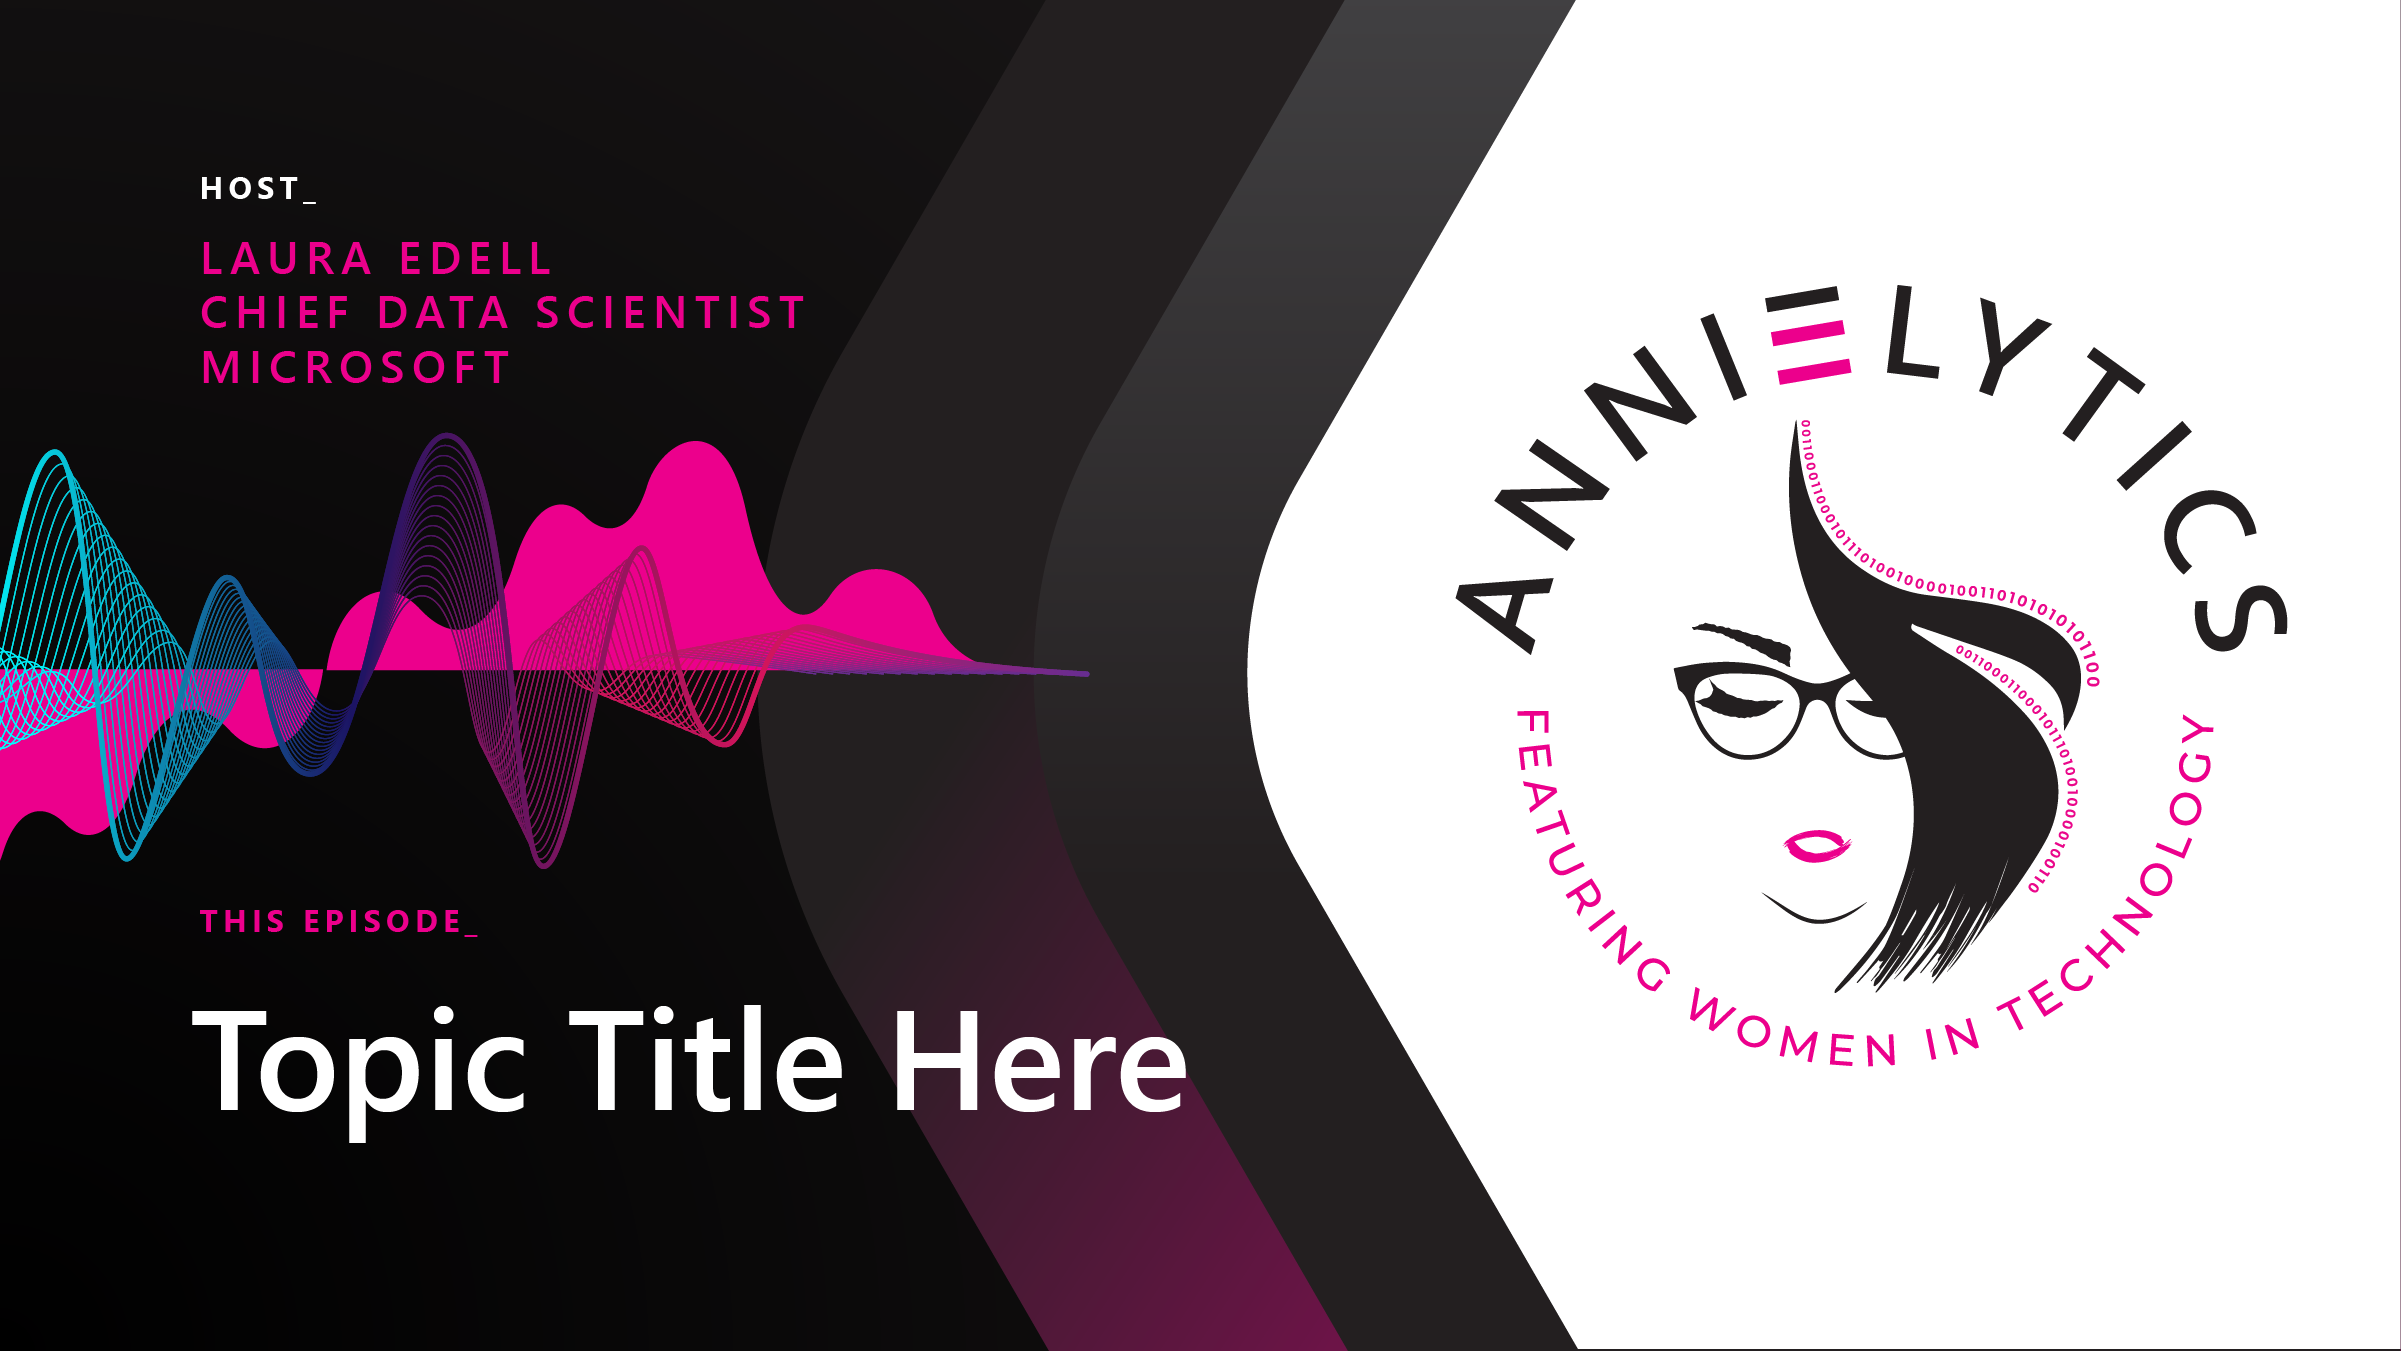 HOST_
LAURA EDELL
CHIEF DATA SCIENTIST
MICROSOFT
THIS EPISODE_
Topic Title Here
ANNIELYTICS
FEATURING WOMEN IN TECHNOLOGY